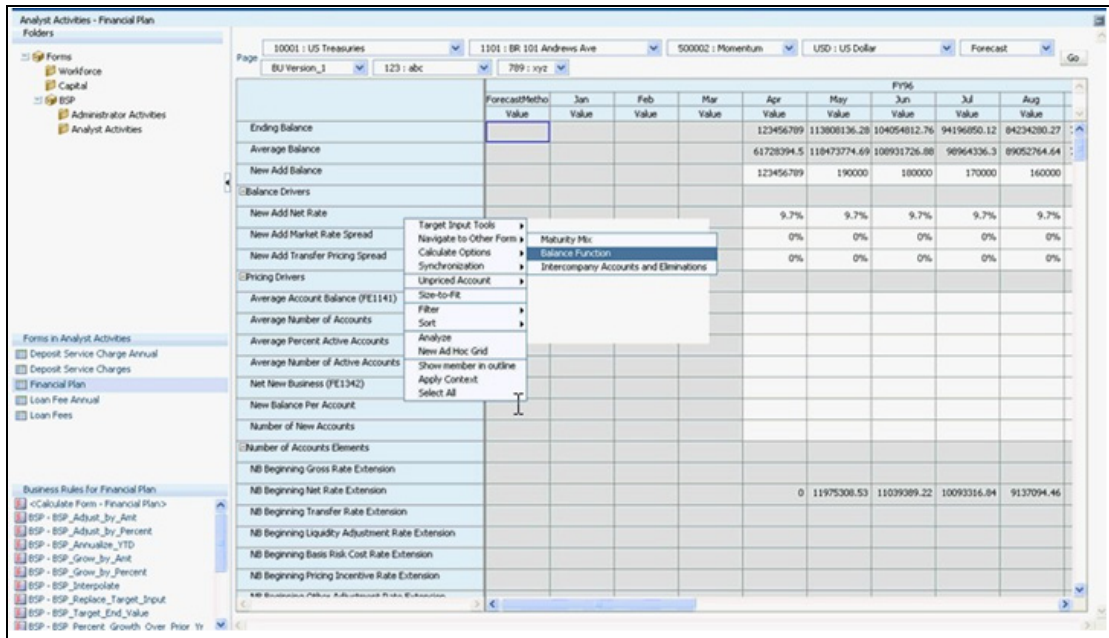 Analyst Activities - Financial Plan
Folders
Forms
Workforce
Capital
BSP
Administrator Activities
Analyst Activities
Forms in Analyst Activities
Deposit Service Charge Annual
Deposit Service Charges
Financial Plan
Loan Fee Annual
Loan Fees
Business Rules for Financial Plan
<Calculate Form - Financial Plan>
BSP - BSP_Adjust_by_Amt
BSP - BSP_Adjust_by_Percent
BSP - BSP_Annualize_YTD
BSP - BSP_Grow_by_Amt
BSP - BSP_Grow_by_Percent
BSP - BSP_Interpolate
BSP - BSP_Replace_Target_Input
BSP - BSP_Target_End_Value
BSP - BSP_Percent_Growth_Over_Prior_Yr
Page 10001 : US Treasuries 1101 : BR 101 Andrews Ave 500002 : Momentum USD : US Dollar Forecast Go
BU Version_1 123 : abc 789 : xyz
FY96
ForecastMetho Jan Feb Mar Apr May Jun Jul Aug
Value Value Value Value Value Value Value Value Value
Ending Balance 123456789 113808136.28 104054812.76 94196850.12 84234280.27
Average Balance 61728394.5 118473774.69 108931726.88 98964336.3 89052764.64
New Add Balance 123456789 190000 180000 170000 160000
Balance Drivers
New Add Net Rate 9.7% 9.7% 9.7% 9.7% 9.7%
New Add Market Rate Spread 0% 0% 0% 0% 0%
New Add Transfer Pricing Spread 0% 0% 0% 0% 0%
Pricing Drivers
Average Account Balance (FE1141)
Average Number of Accounts
Average Percent Active Accounts
Average Number of Active Accounts
Net New Business (FE1342)
New Balance Per Account
Number of New Accounts
Number of Accounts Elements
NB Beginning Gross Rate Extension
NB Beginning Net Rate Extension 0 11975308.53 11039389.22 10093316.84 9137094.46
NB Beginning Transfer Rate Extension
NB Beginning Liquidity Adjustment Rate Extension
NB Beginning Basis Risk Cost Rate Extension
NB Beginning Pricing Incentive Rate Extension
NB Beginning Other Adjustment Rate Extension
Target Input Tools
Navigate to Other Form
Calculate Options
Synchronization
Unpriced Account
Size-to-Fit
Filter
Sort
Analyze
New Ad Hoc Grid
Show member in outline
Apply Context
Select All
Maturity Mix
Balance Function
Intercompany Accounts and Eliminations